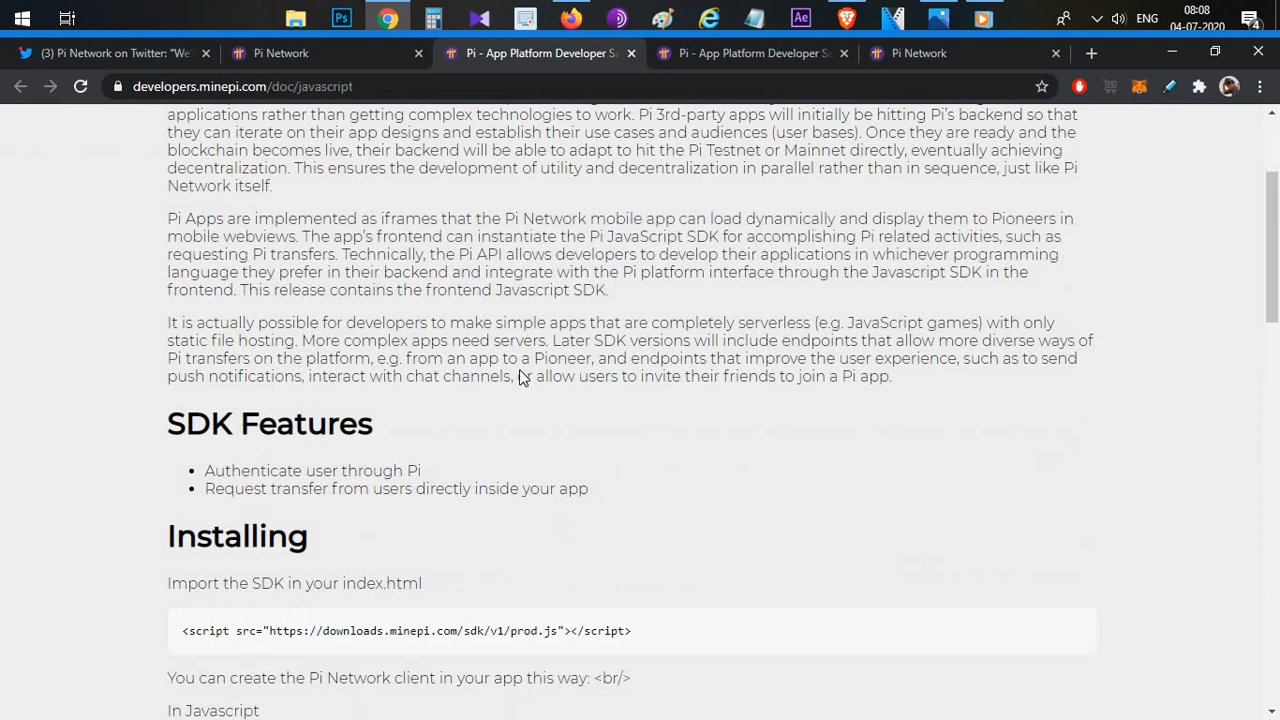 08:08
ENG
04-07-2020
4
(3) Pi Network on Twitter: "We
Pi Network
Pi - App Platform Developer Sa
Pi - App Platform Developer Sa
Pi Network
developers.minepi.com/doc/javascript
applications rather than getting complex technologies to work. Pi 3rd-party apps will initially be hitting Pi's backend so that
they can iterate on their app designs and establish their use cases and audiences (user bases). Once they are ready and the
blockchain becomes live, their backend will be able to adapt to hit the Pi Testnet or Mainnet directly, eventually achieving
decentralization. This ensures the development of utility and decentralization in parallel rather than in sequence, just like Pi
Network itself.
Pi Apps are implemented as iframes that the Pi Network mobile app can load dynamically and display them to Pioneers in
mobile webviews. The app's frontend can instantiate the Pi JavaScript SDK for accomplishing Pi related activities, such as
requesting Pi transfers. Technically, the Pi API allows developers to develop their applications in whichever programming
language they prefer in their backend and integrate with the Pi platform interface through the Javascript SDK in the
frontend. This release contains the frontend Javascript SDK.
It is actually possible for developers to make simple apps that are completely serverless (e.g. JavaScript games) with only
static file hosting. More complex apps need servers. Later SDK versions will include endpoints that allow more diverse ways of
Pi transfers on the platform, e.g. from an app to a Pioneer, and endpoints that improve the user experience, such as to send
push notifications, interact with chat channels, or allow users to invite their friends to join a Pi app.
SDK Features
• Authenticate user through Pi
• Request transfer from users directly inside your app
Installing
Import the SDK in your index.html
<script src="https://downloads.minepi.com/sdk/v1/prod.js"></script>
You can create the Pi Network client in your app this way: <br/>
In Javascript